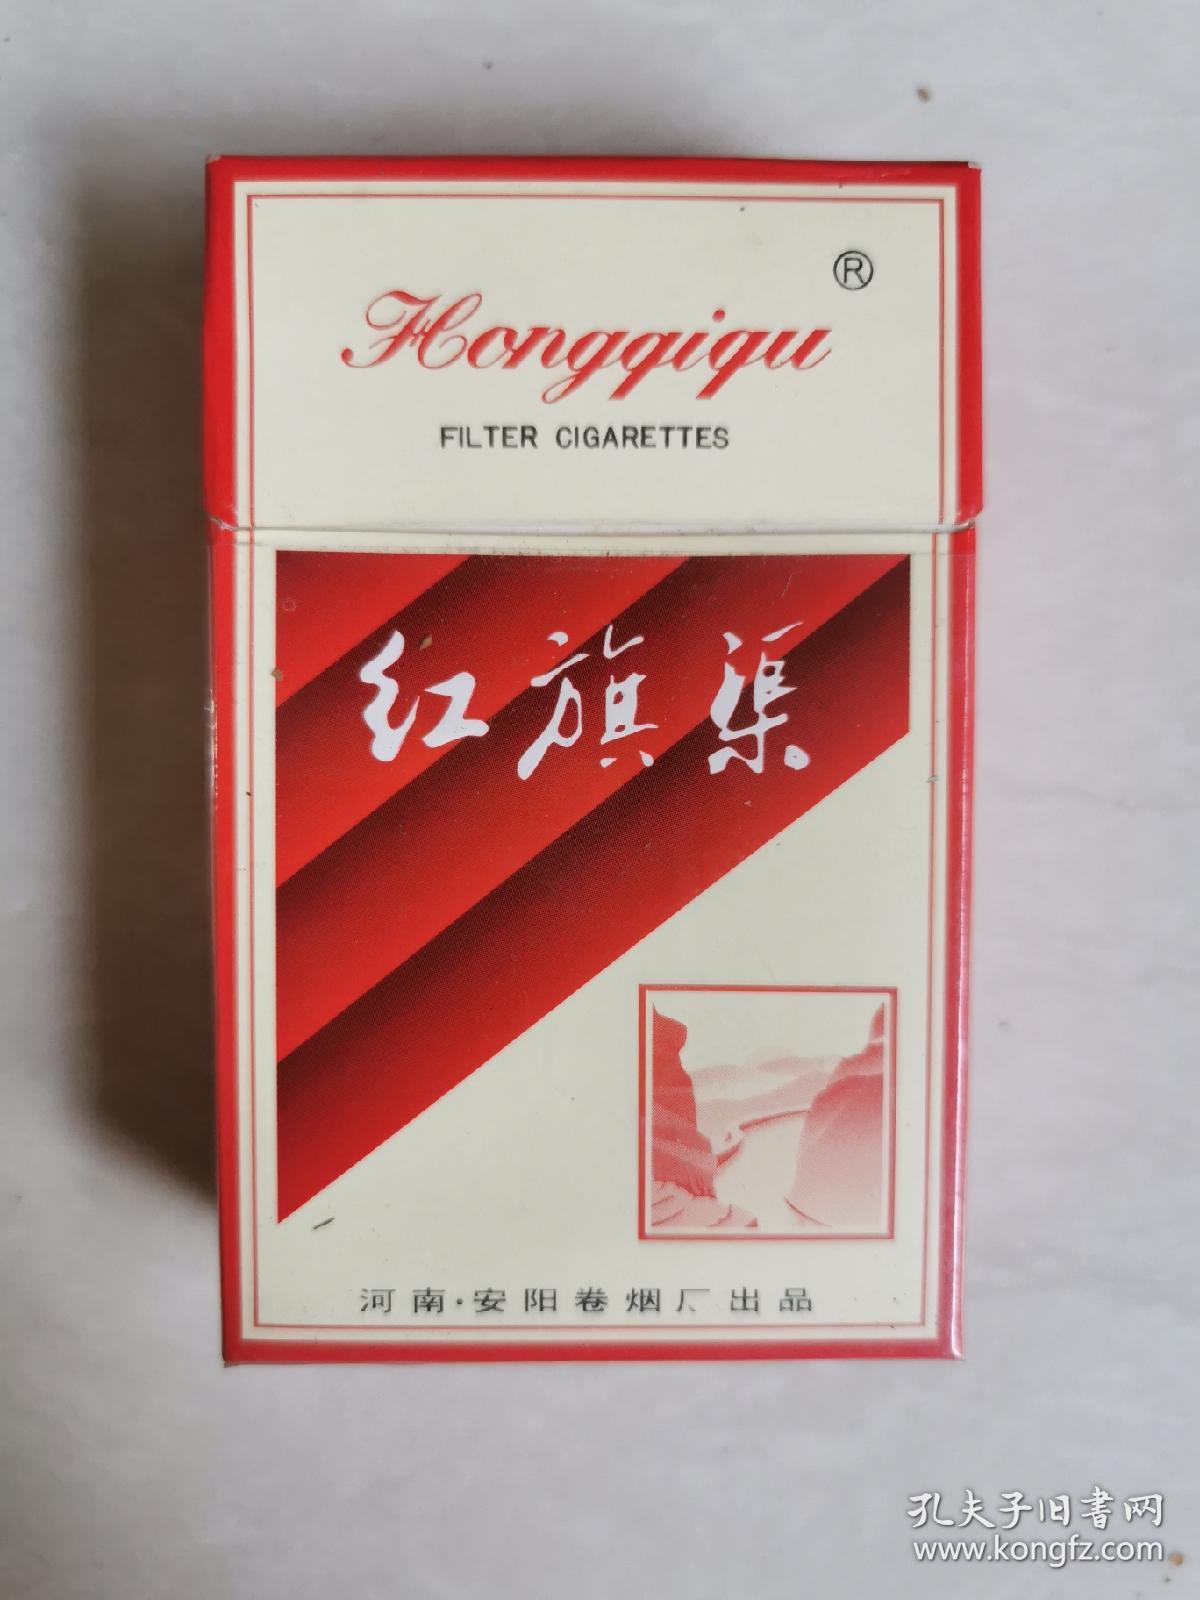 ®
Hongqiqu
FILTER CIGARETTES
红旗渠
河南·安阳卷烟厂出品
孔夫子旧书网
www.kongfz.com